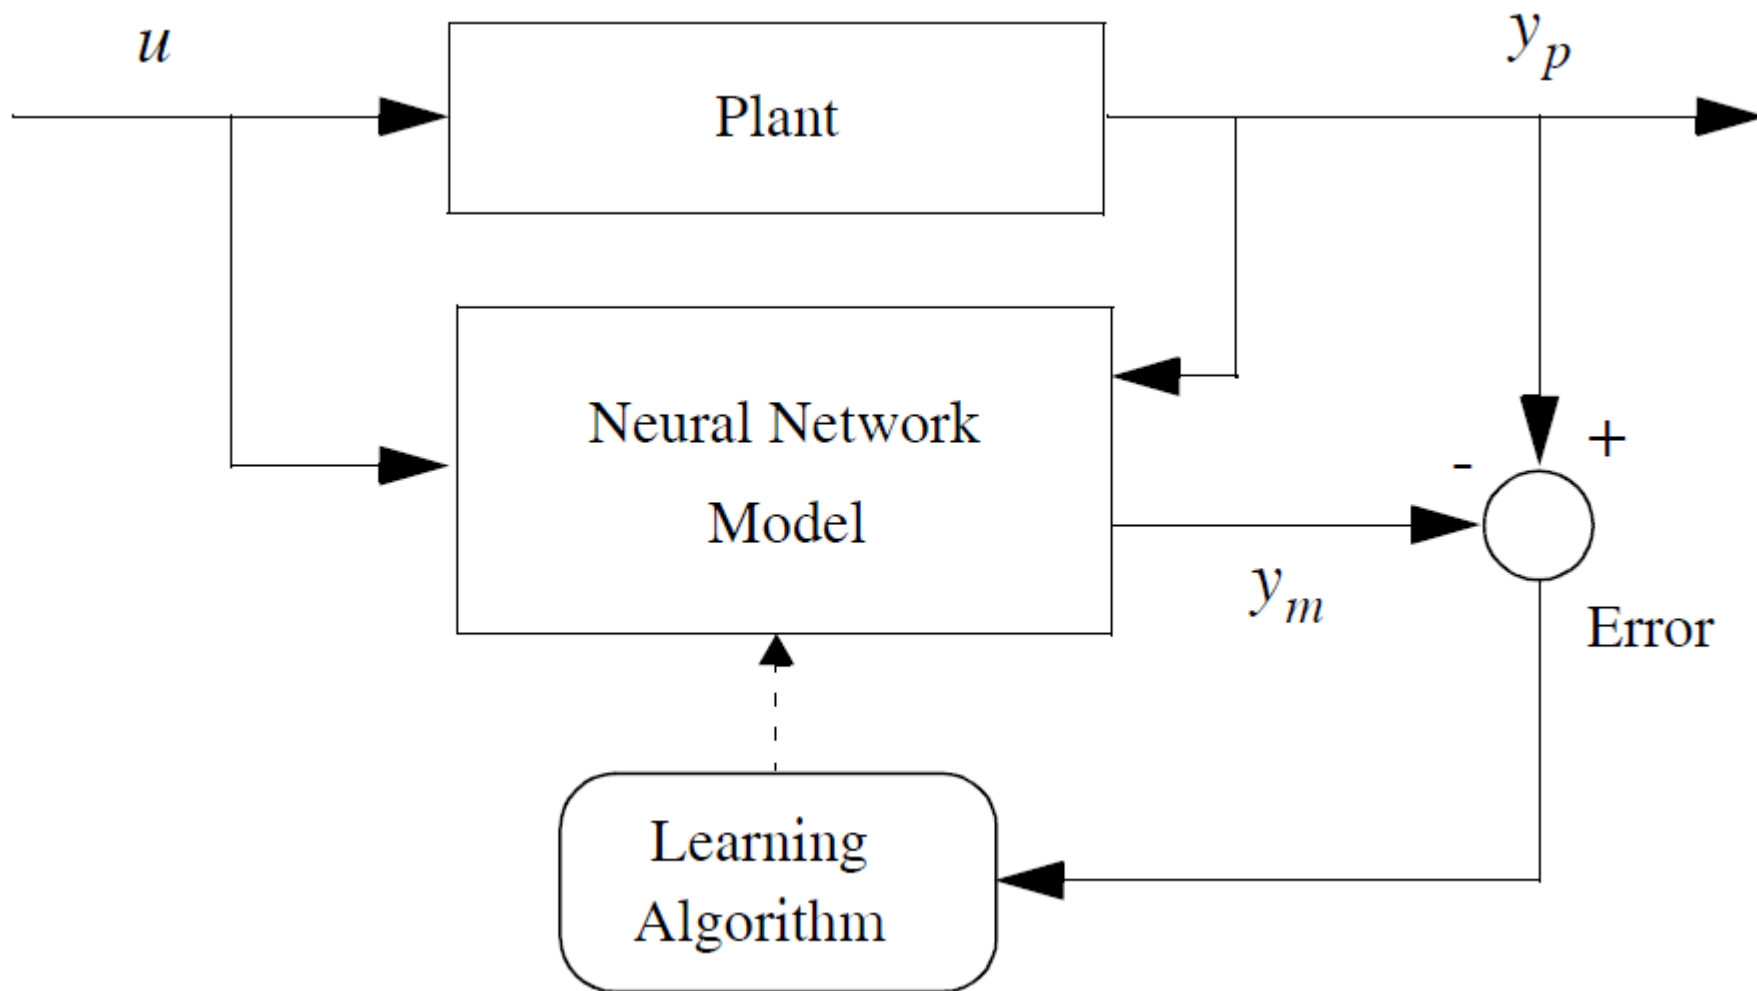 u
y_p
Plant
Neural Network
Model
+
-
y_m
Error
Learning
Algorithm